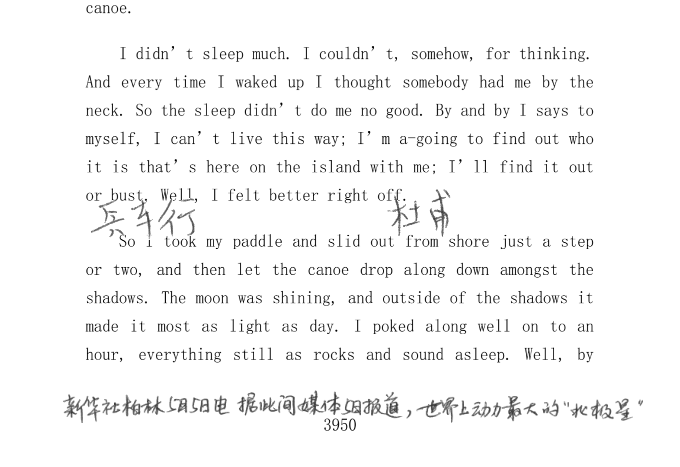 canoe.
I didn't sleep much. I couldn't, somehow, for thinking.
And every time I waked up I thought somebody had me by the
neck. So the sleep didn't do me no good. By and by I says to
myself, I can't live this way; I'm a-going to find out who
it is that's here on the island with me; I'll find it out
or bust. Well, I felt better right off.
兵车行 杜甫
So I took my paddle and slid out from shore just a step
or two, and then let the canoe drop along down amongst the
shadows. The moon was shining, and outside of the shadows it
made it most as light as day. I poked along well on to an
hour, everything still as rocks and sound asleep. Well, by
新华社柏林5月5日电 据此间媒体5日报道，世界上动力最大的“北极星”
3950